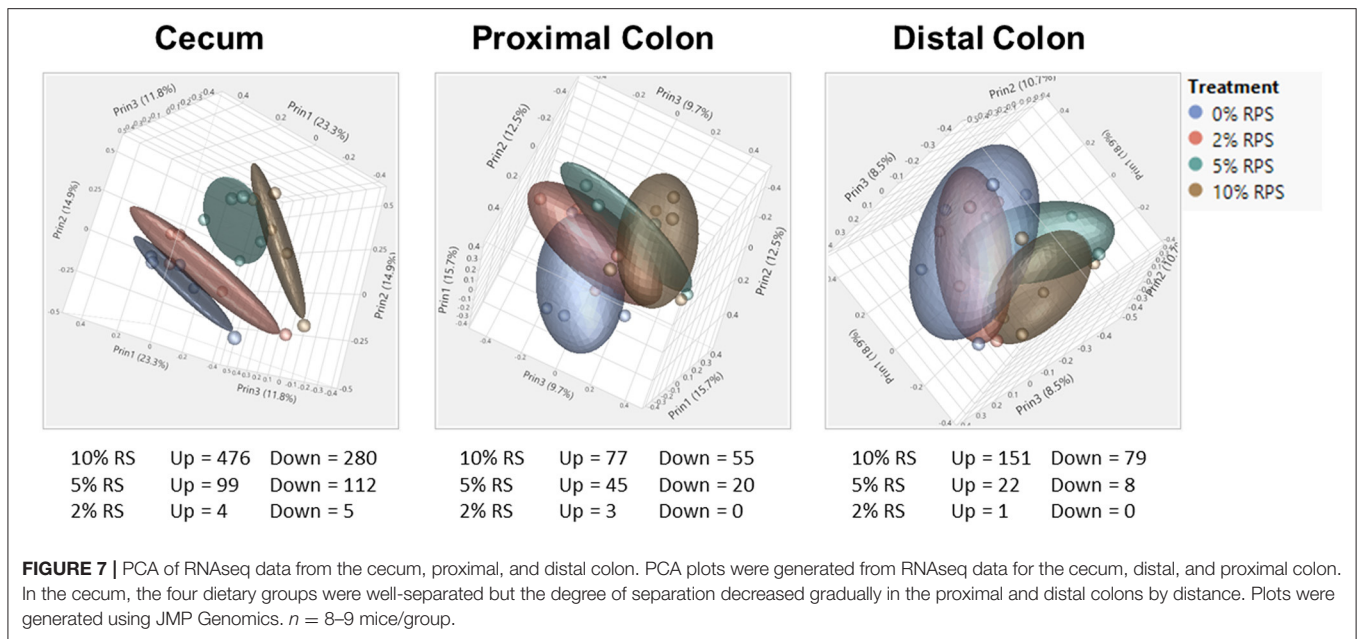 Cecum
Proximal Colon
Distal Colon
Prin3 (11.8%)
Prin1 (23.3%)
Prin2 (14.9%)
Prin2 (14.9%)
Prin1 (23.3%)
Prin3 (11.8%)
Prin3 (9.7%)
Prin2 (12.5%)
Prin1 (15.7%)
Prin2 (12.5%)
Prin3 (9.7%)
Prin1 (15.7%)
Prin2 (10.7%)
Prin1 (18.9%)
Prin3 (8.5%)
Prin1 (18.9%)
Prin3 (8.5%)
Treatment
0% RPS
2% RPS
5% RPS
10% RPS
10% RS Up = 476 Down = 280
5% RS Up = 99 Down = 112
2% RS Up = 4 Down = 5
10% RS Up = 77 Down = 55
5% RS Up = 45 Down = 20
2% RS Up = 3 Down = 0
10% RS Up = 151 Down = 79
5% RS Up = 22 Down = 8
2% RS Up = 1 Down = 0
FIGURE 7 | PCA of RNAseq data from the cecum, proximal, and distal colon. PCA plots were generated from RNAseq data for the cecum, distal, and proximal colon.
In the cecum, the four dietary groups were well-separated but the degree of separation decreased gradually in the proximal and distal colons by distance. Plots were
generated using JMP Genomics. n = 8–9 mice/group.